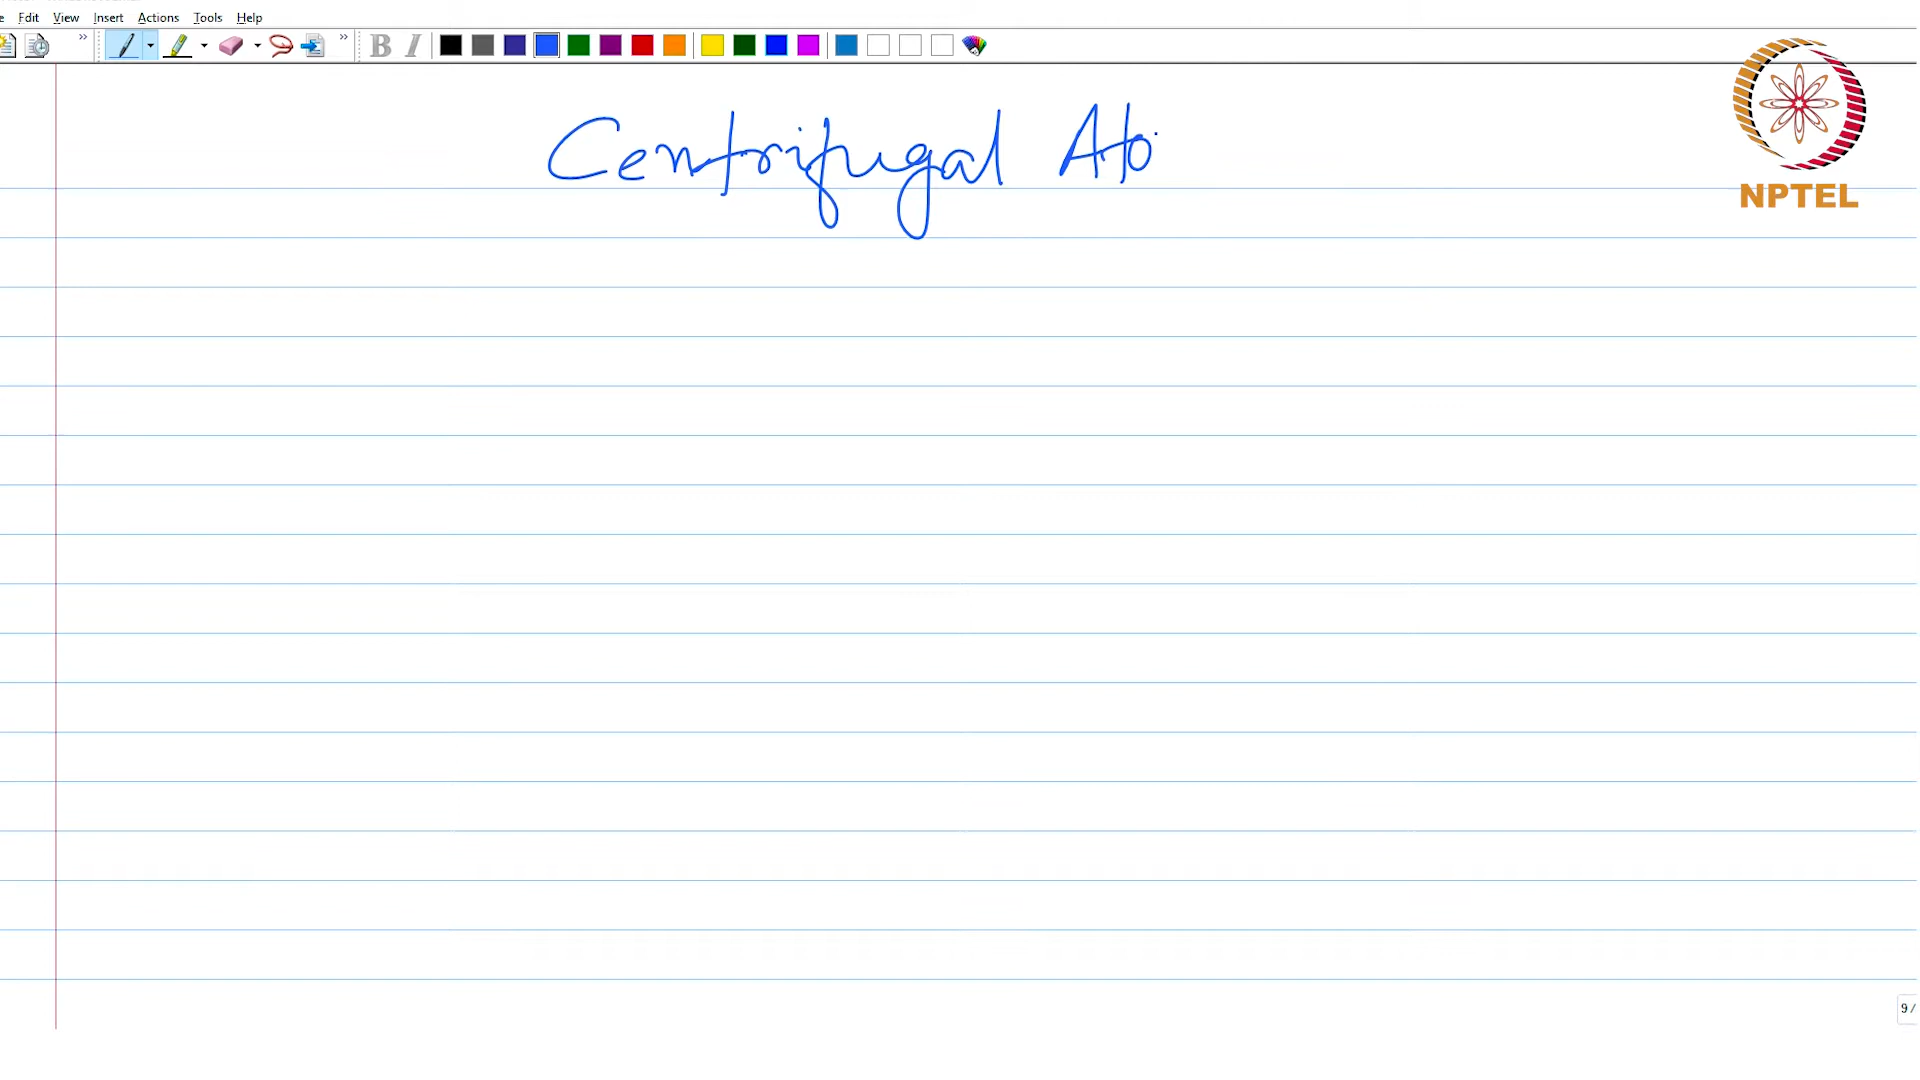 Edit View Insert Actions Tools Help
B I
Centrifugal Ato
NPTEL
9 /